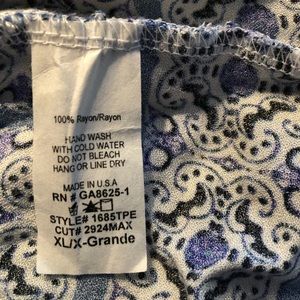 100% Rayon/Rayon
HAND WASH
WITH COLD WATER
DO NOT BLEACH
HANG OR LINE DRY
MADE IN U.S.A
RN # GA8625-1
STYLE# 1685TPE
CUT# 2924MAX
XL/X-Grande